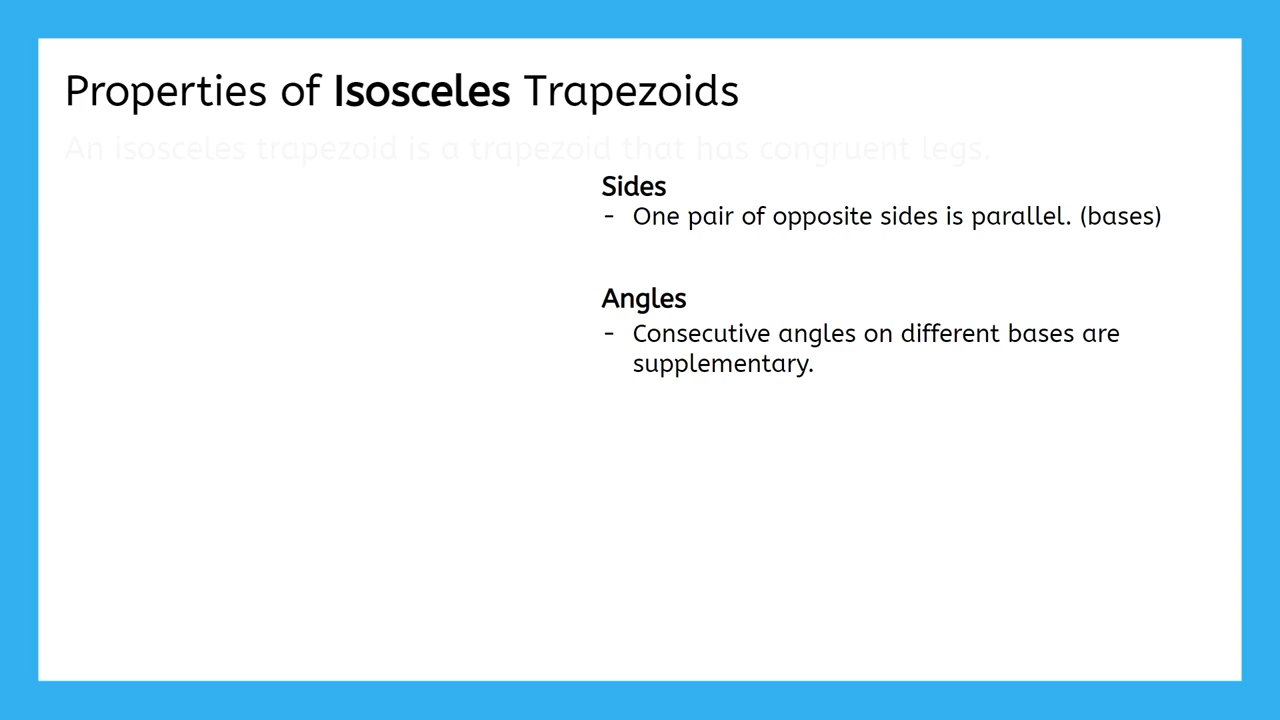 Properties of Isosceles Trapezoids
An isosceles trapezoid is a trapezoid that has congruent legs.
Sides
- One pair of opposite sides is parallel. (bases)
Angles
- Consecutive angles on different bases are
supplementary.